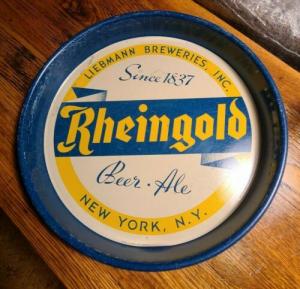 LIEBMANN BREWERIES, INC.
Since 1837
Rheingold
Beer · Ale
NEW YORK, N.Y.